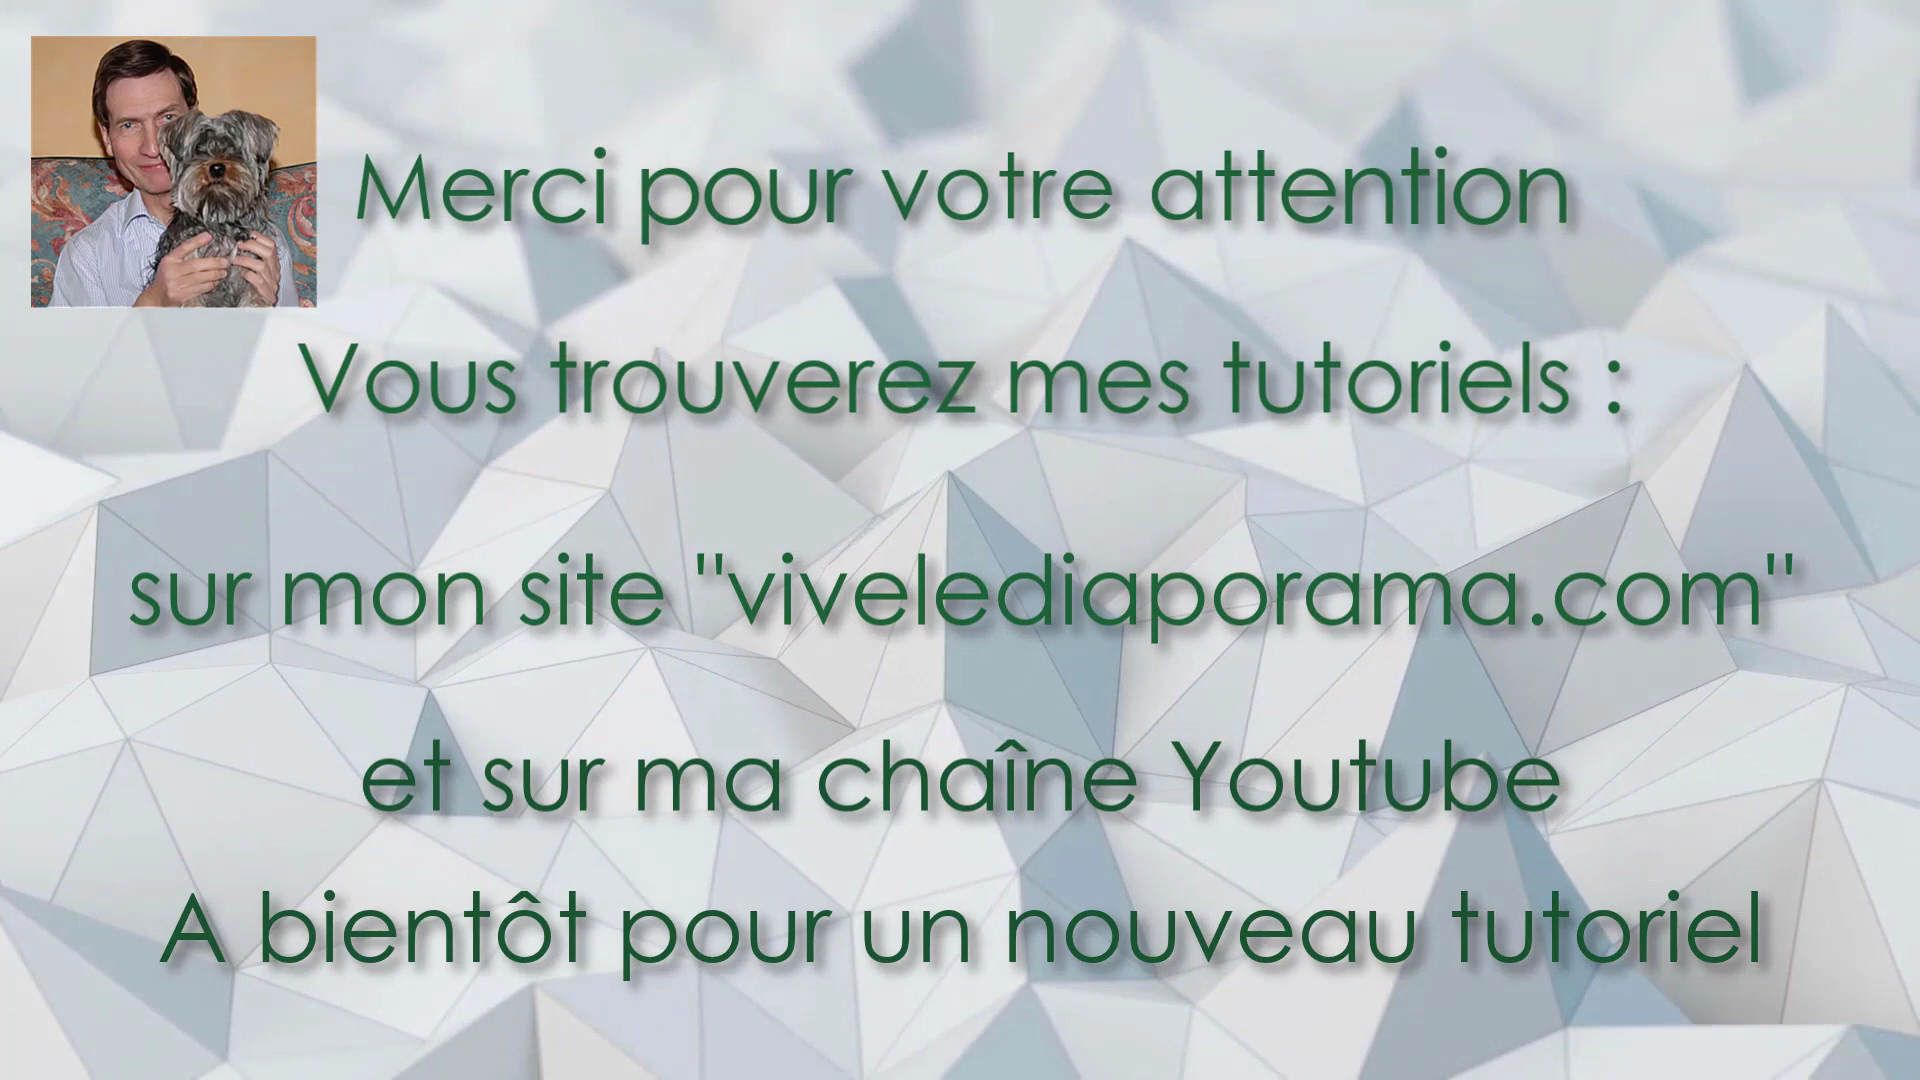 Merci pour votre attention
Vous trouverez mes tutoriels :
sur mon site "vivelediaporama.com"
et sur ma chaîne Youtube
A bientôt pour un nouveau tutoriel